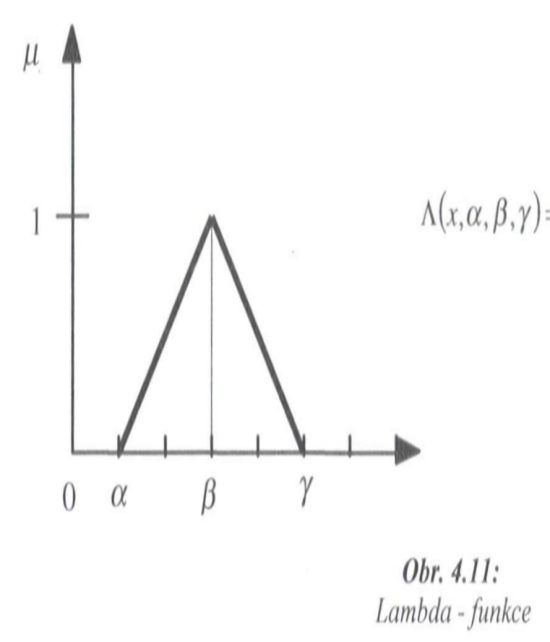 μ
1
Λ(x,α,β,γ)=
0 α β γ
Obr. 4.11:
Lambda - funkce